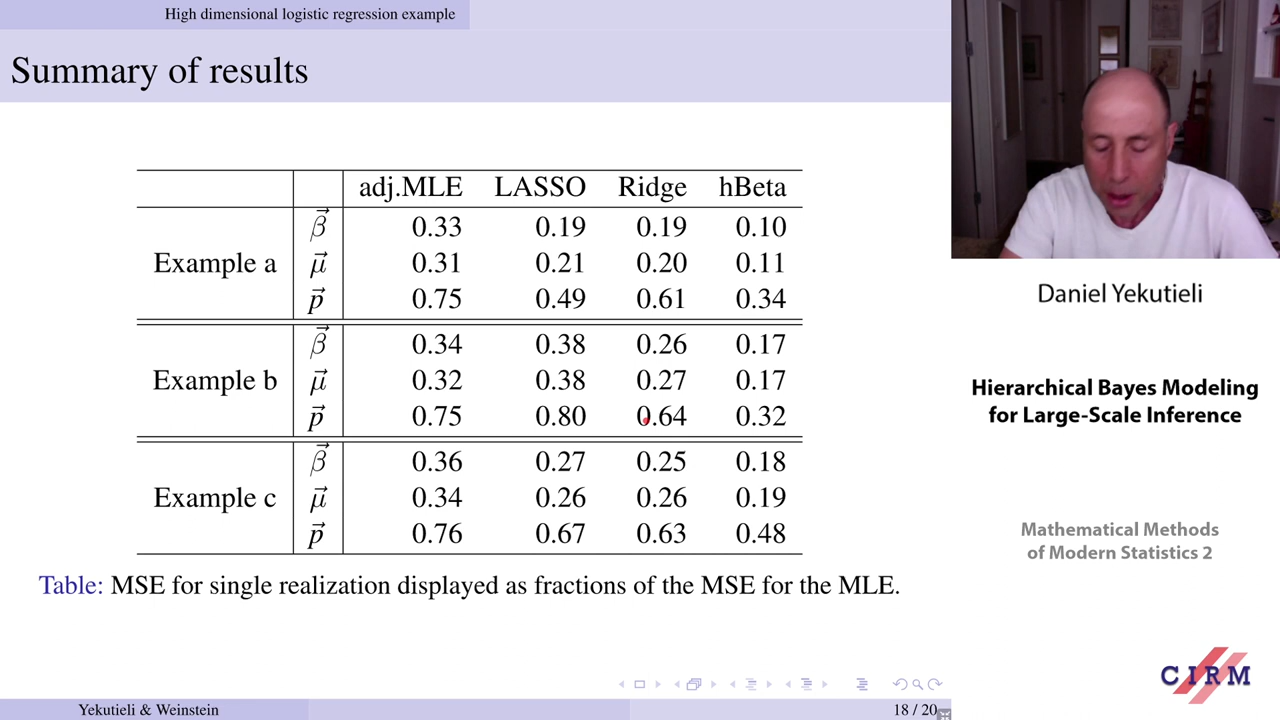 High dimensional logistic regression example
Summary of results
adj.MLE LASSO Ridge hBeta
β⃗ 0.33 0.19 0.19 0.10
Example a μ⃗ 0.31 0.21 0.20 0.11
p⃗ 0.75 0.49 0.61 0.34
β⃗ 0.34 0.38 0.26 0.17
Example b μ⃗ 0.32 0.38 0.27 0.17
p⃗ 0.75 0.80 0.64 0.32
β⃗ 0.36 0.27 0.25 0.18
Example c μ⃗ 0.34 0.26 0.26 0.19
p⃗ 0.76 0.67 0.63 0.48
Table: MSE for single realization displayed as fractions of the MSE for the MLE.
Yekutieli & Weinstein
18 / 20
Daniel Yekutieli
Hierarchical Bayes Modeling
for Large-Scale Inference
Mathematical Methods
of Modern Statistics 2
CIRM